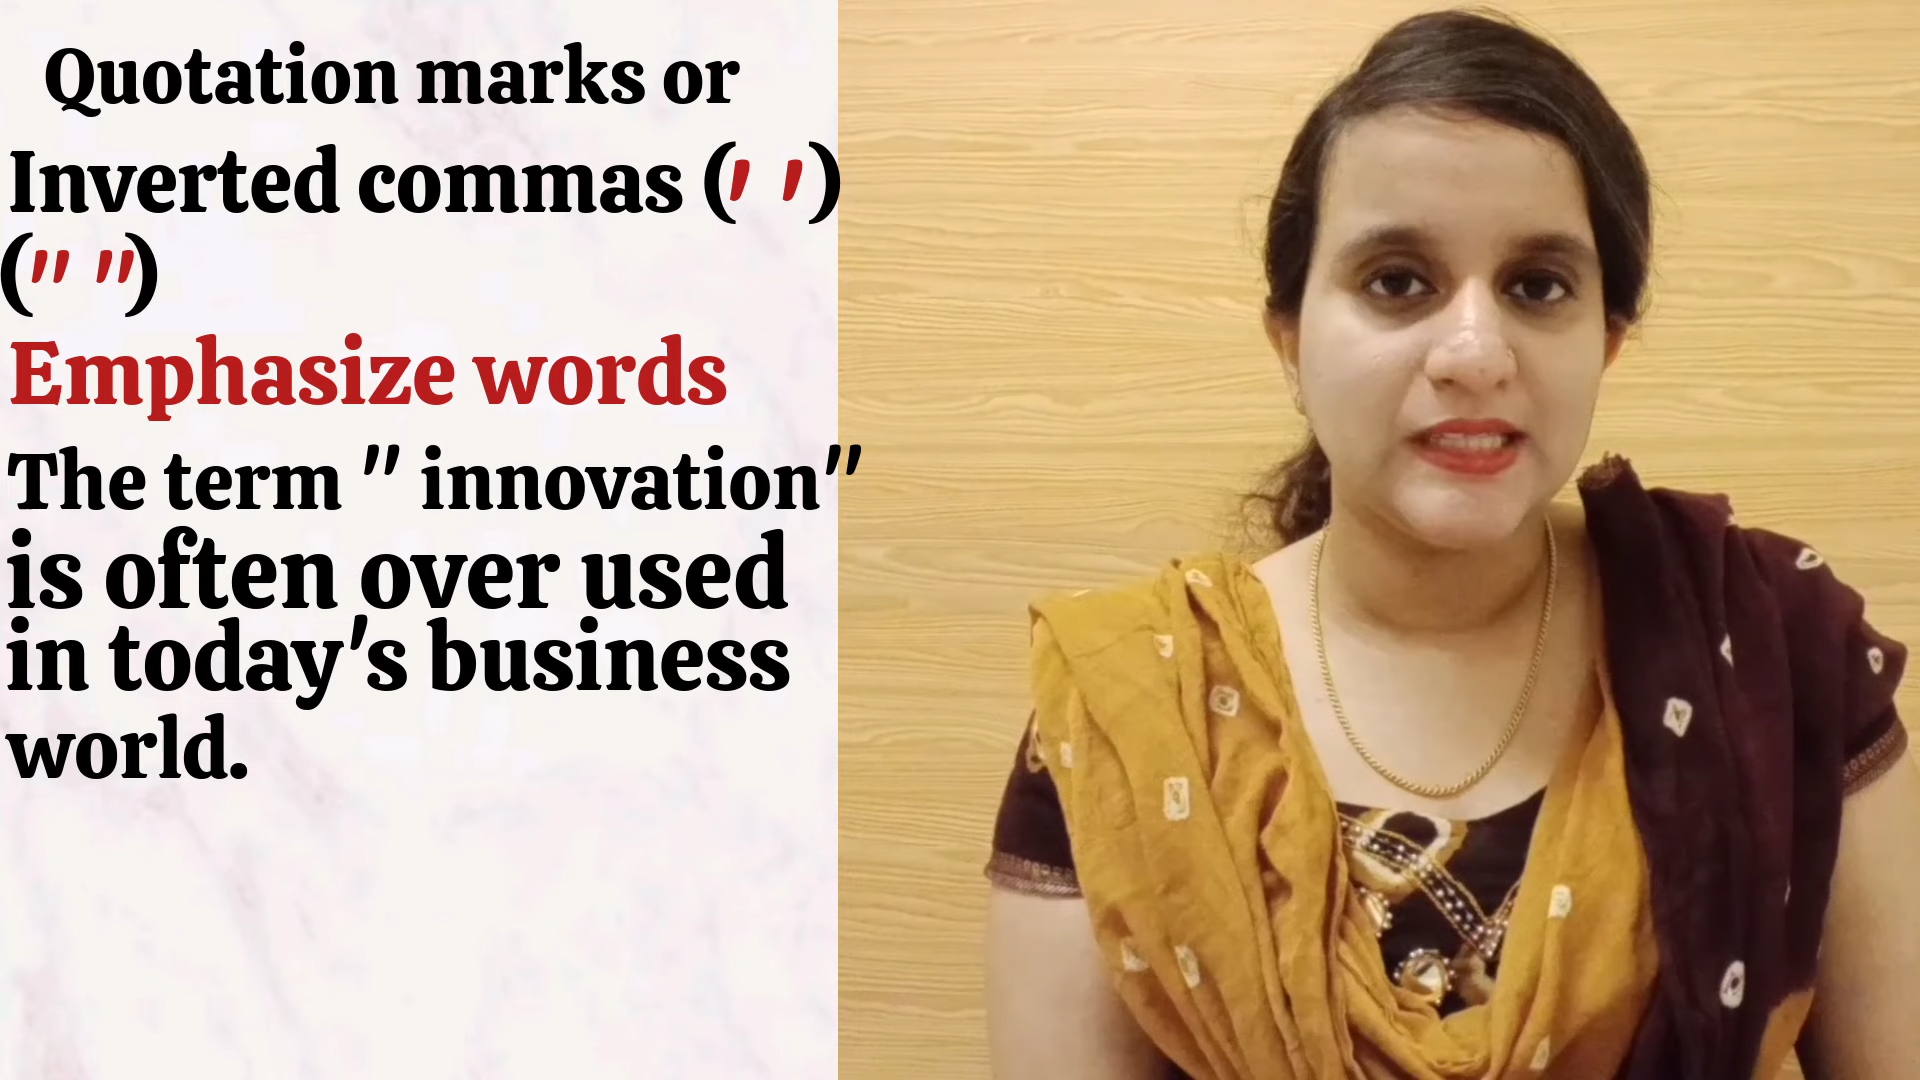 Quotation marks or
Inverted commas (' ')
(" ")
Emphasize words
The term " innovation"
is often over used
in today's business
world.